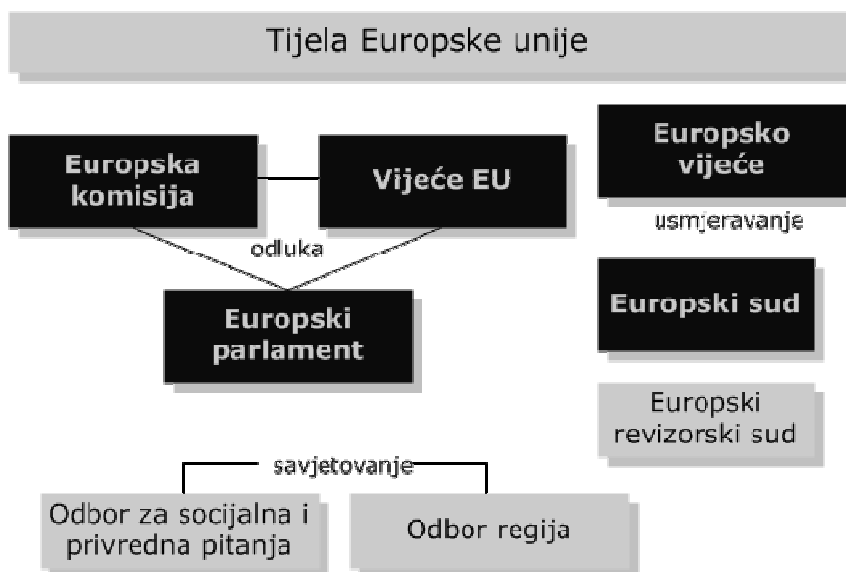 Tijela Europske unije
Europska
komisija
Vijeće EU
Europsko
vijeće
usmjeravanje
odluka
Europski
parlament
Europski sud
Europski
revizorski sud
savjetovanje
Odbor za socijalna i
privredna pitanja
Odbor regija